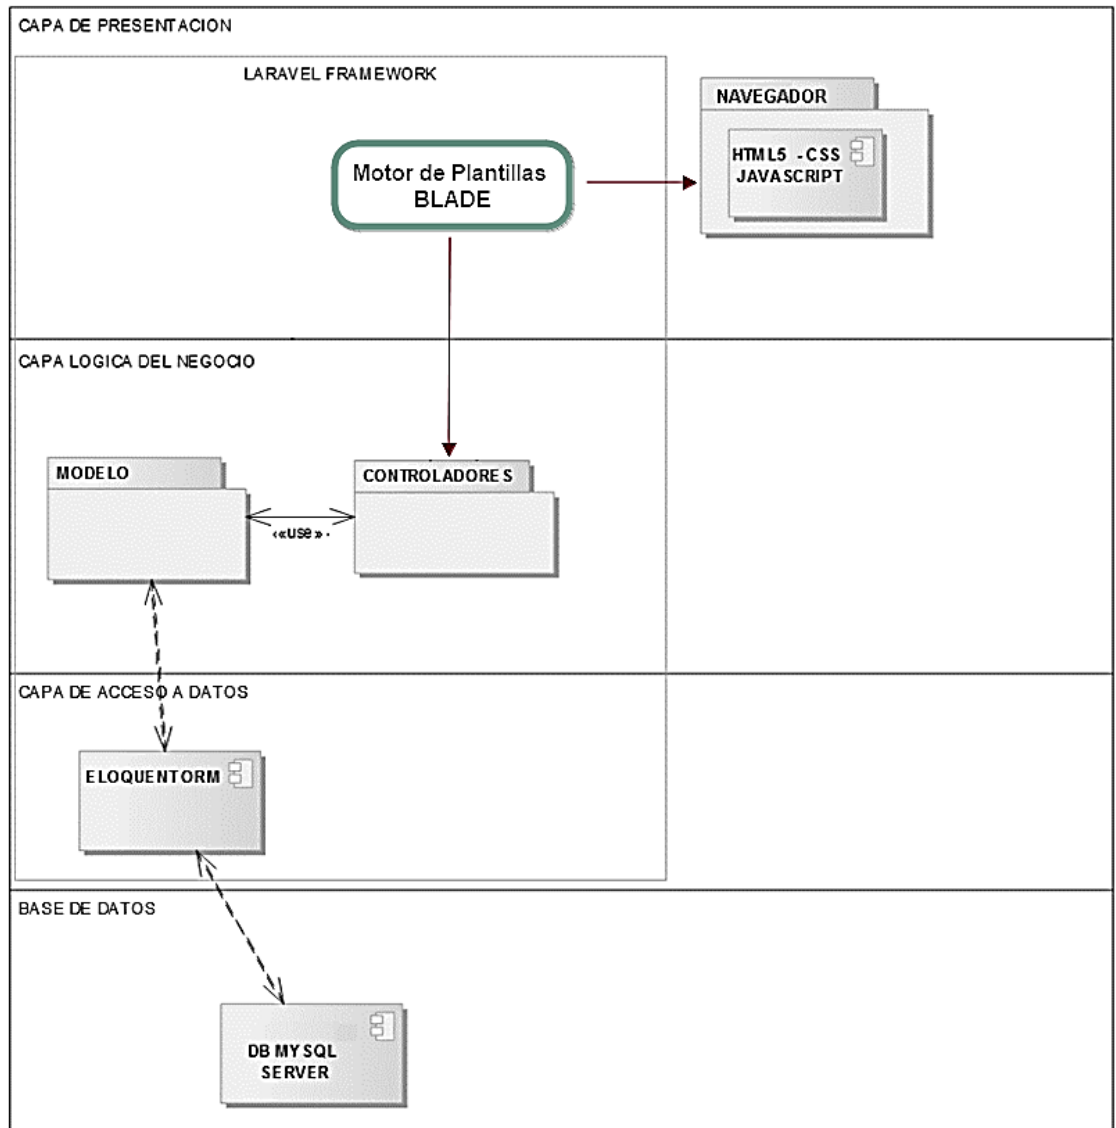 CAPA DE PRESENTACION
LARAVEL FRAMEWORK
NAVEGADOR
HTML5 - CSS
JAVASCRIPT
Motor de Plantillas
BLADE
CAPA LOGICA DEL NEGOCIO
MODELO
CONTROLADORES
«use»
CAPA DE ACCESO A DATOS
ELOQUENTORM
BASE DE DATOS
DB MYSQL
SERVER